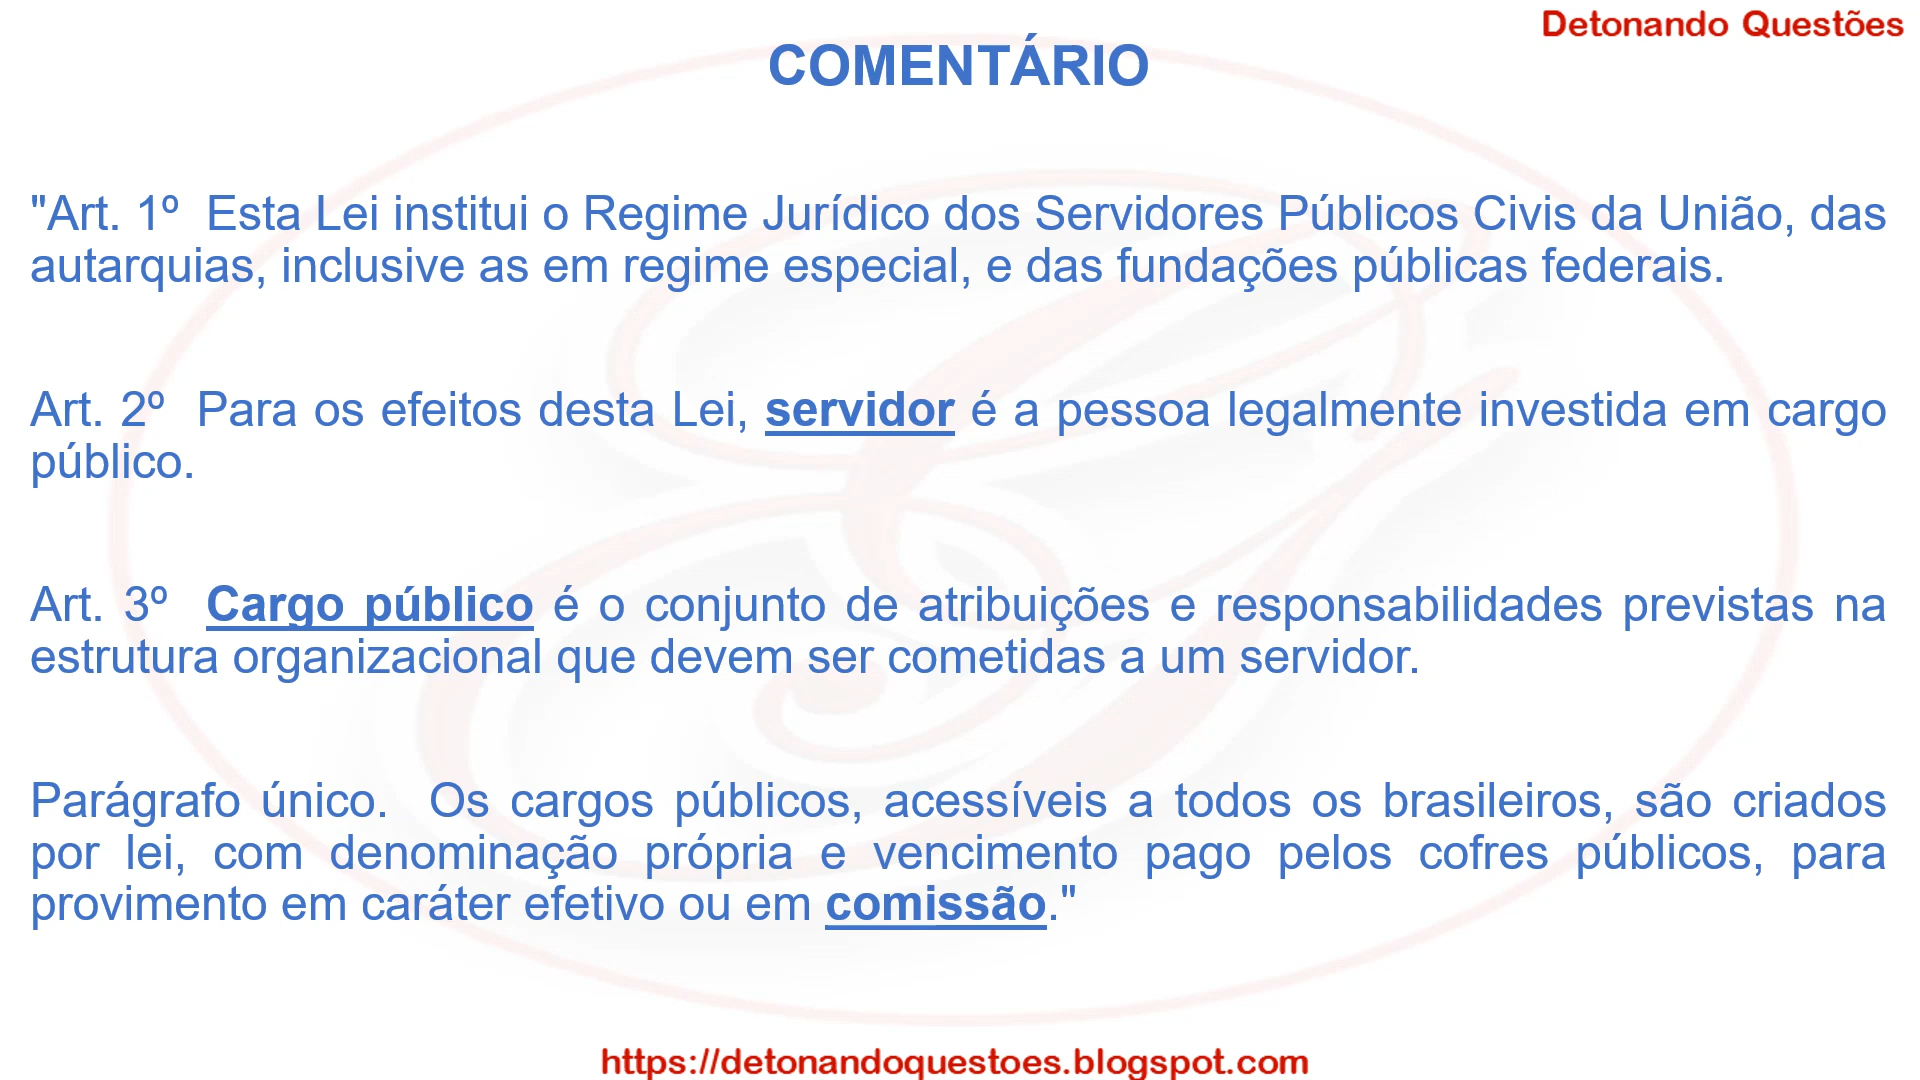 Detonando Questões
COMENTÁRIO
"Art. 1º  Esta Lei institui o Regime Jurídico dos Servidores Públicos Civis da União, das
autarquias, inclusive as em regime especial, e das fundações públicas federais.
Art. 2º  Para os efeitos desta Lei, servidor é a pessoa legalmente investida em cargo
público.
Art. 3º  Cargo público é o conjunto de atribuições e responsabilidades previstas na
estrutura organizacional que devem ser cometidas a um servidor.
Parágrafo único.  Os cargos públicos, acessíveis a todos os brasileiros, são criados
por lei, com denominação própria e vencimento pago pelos cofres públicos, para
provimento em caráter efetivo ou em comissão."
https://detonandoquestoes.blogspot.com